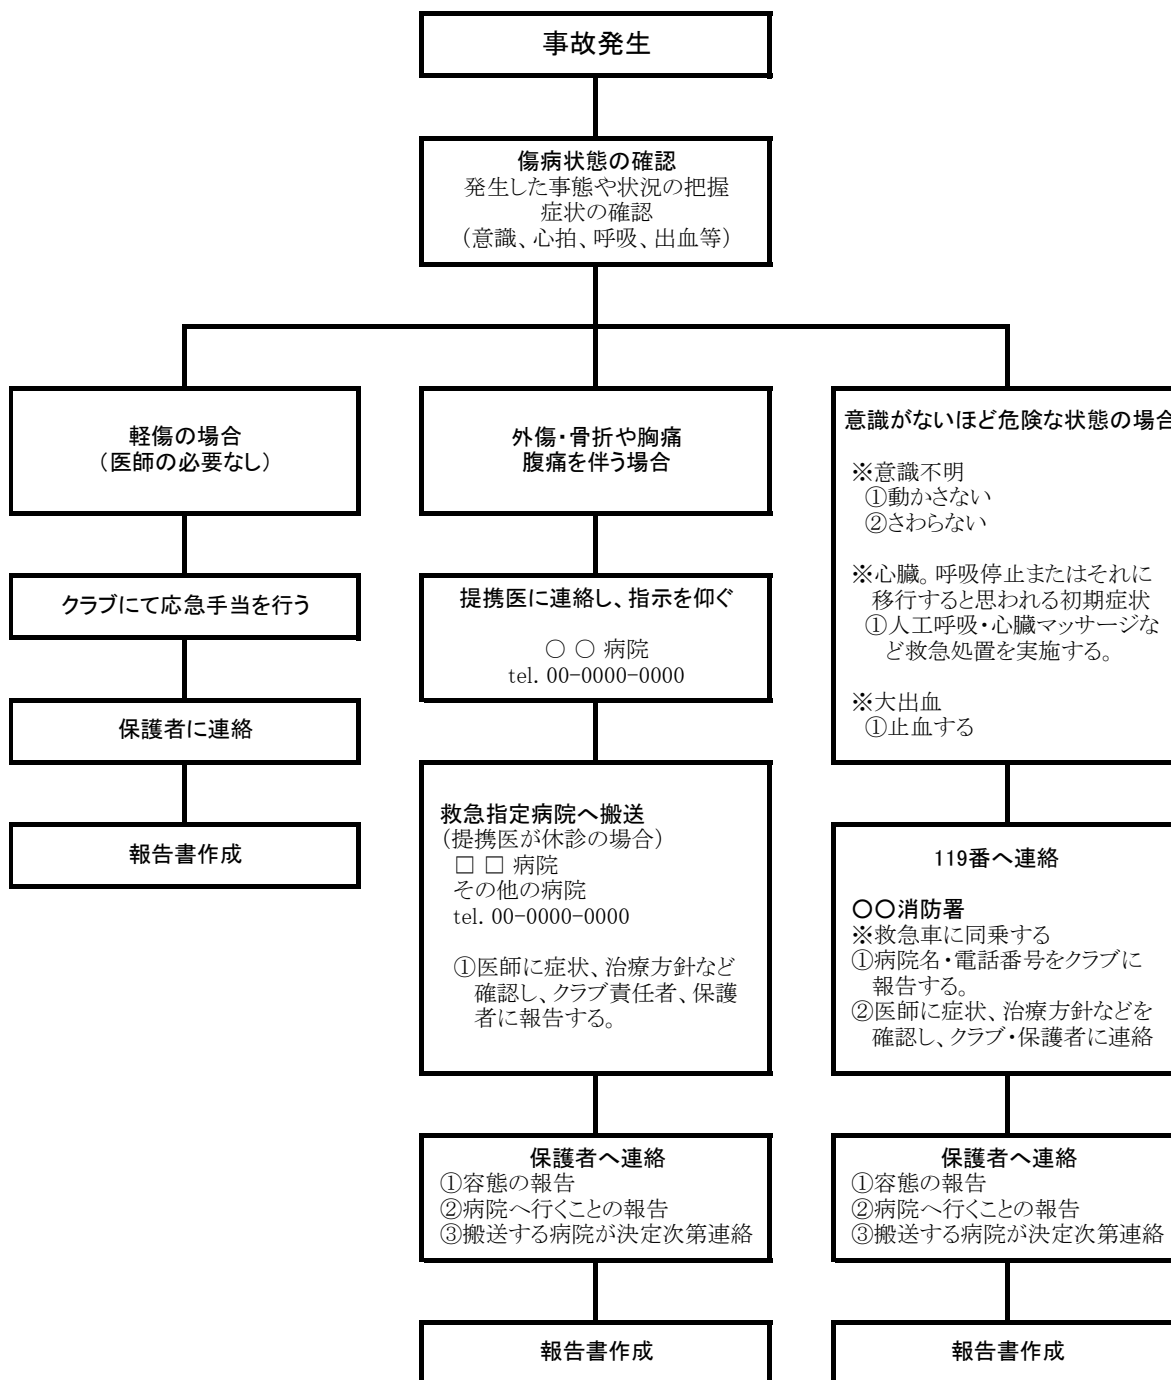 事故発生
傷病状態の確認
発生した事態や状況の把握
症状の確認
（意識、心拍、呼吸、出血等）
軽傷の場合
（医師の必要なし）
クラブにて応急手当を行う
保護者に連絡
報告書作成
外傷・骨折や胸痛
腹痛を伴う場合
提携医に連絡し、指示を仰ぐ
○ ○ 病院
tel. 00-0000-0000
救急指定病院へ搬送
(提携医が休診の場合)
□ □ 病院
その他の病院
tel. 00-0000-0000
①医師に症状、治療方針など
確認し、クラブ責任者、保護
者に報告する。
保護者へ連絡
①容態の報告
②病院へ行くことの報告
③搬送する病院が決定次第連絡
報告書作成
意識がないほど危険な状態の場合
※意識不明
①動かさない
②さわらない
※心臓。呼吸停止またはそれに
移行すると思われる初期症状
①人工呼吸・心臓マッサージな
ど救急処置を実施する。
※大出血
①止血する
119番へ連絡
〇〇消防署
※救急車に同乗する
①病院名・電話番号をクラブに
報告する。
②医師に症状、治療方針などを
確認し、クラブ・保護者に連絡
保護者へ連絡
①容態の報告
②病院へ行くことの報告
③搬送する病院が決定次第連絡
報告書作成